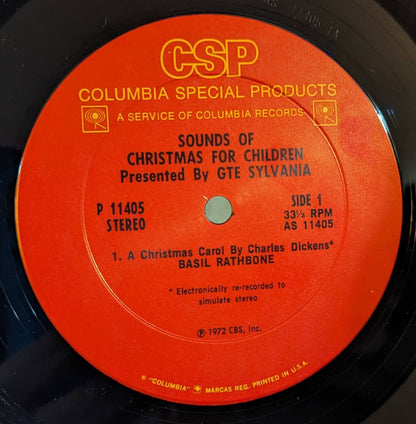 CSP
COLUMBIA SPECIAL PRODUCTS
A SERVICE OF COLUMBIA RECORDS
SOUNDS OF
CHRISTMAS FOR CHILDREN
Presented By GTE SYLVANIA
P 11405
STEREO
SIDE 1
33⅓ RPM
AS 11405
1. A Christmas Carol By Charles Dickens*
BASIL RATHBONE
* Electronically re-recorded to
simulate stereo
Ⓟ 1972 CBS, Inc.
® "COLUMBIA" MARCAS REG. PRINTED IN U.S.A.